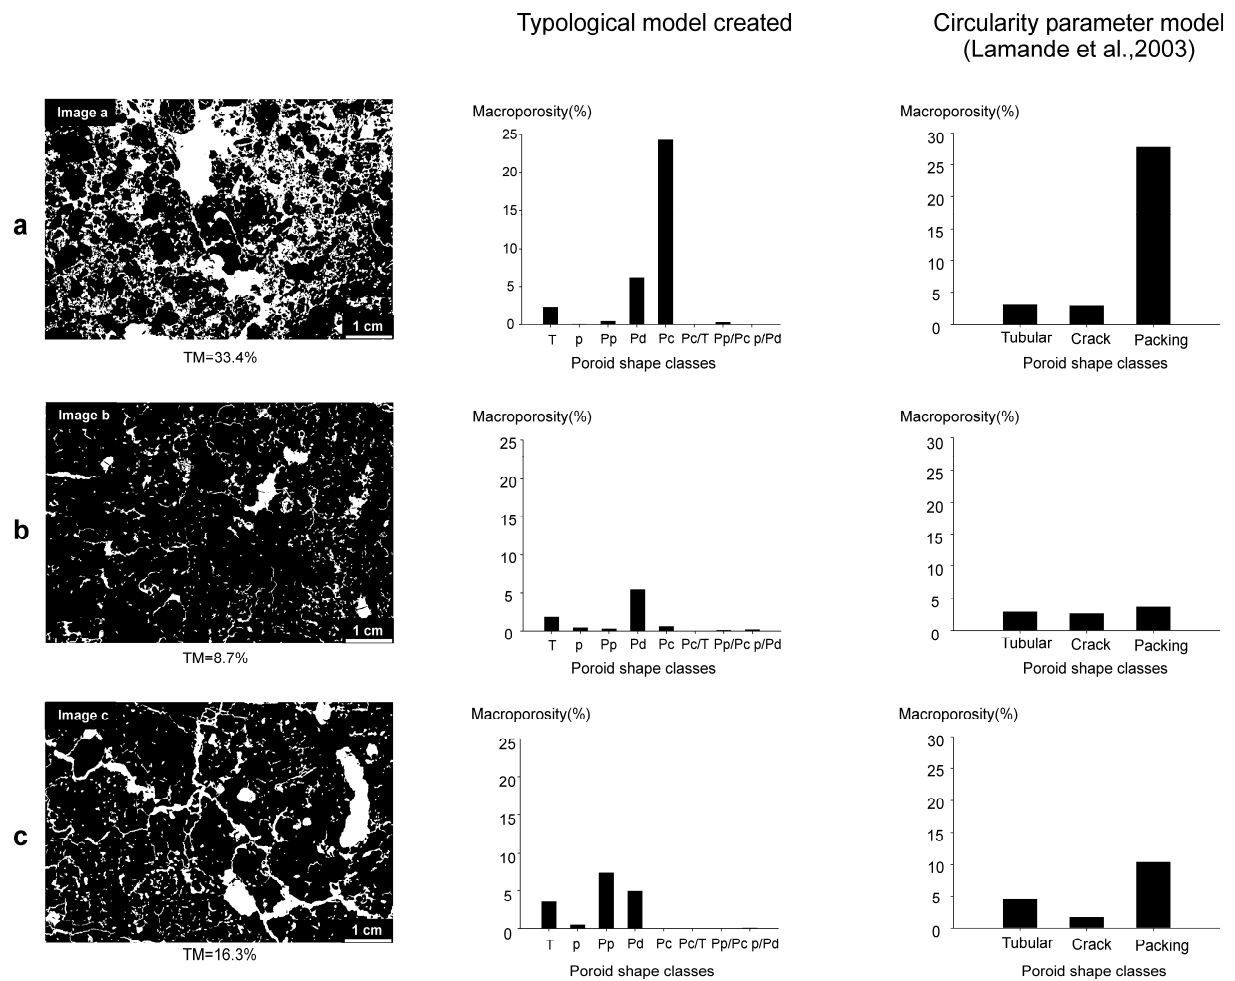 Typological model created
Circularity parameter model
(Lamande et al.,2003)
a
Image a
1 cm
TM=33.4%
Macroporosity(%)
25
20
15
10
5
0
T p Pp Pd Pc Pc/T Pp/Pc p/Pd
Poroid shape classes
Macroporosity(%)
30
25
20
15
10
5
0
Tubular Crack Packing
Poroid shape classes
b
Image b
1 cm
TM=8.7%
Macroporosity(%)
25
20
15
10
5
0
T p Pp Pd Pc Pc/T Pp/Pc p/Pd
Poroid shape classes
Macroporosity(%)
30
25
20
15
10
5
0
Tubular Crack Packing
Poroid shape classes
c
Image c
1 cm
TM=16.3%
Macroporosity(%)
25
20
15
10
5
0
T p Pp Pd Pc Pc/T Pp/Pc p/Pd
Poroid shape classes
Macroporosity(%)
30
25
20
15
10
5
0
Tubular Crack Packing
Poroid shape classes